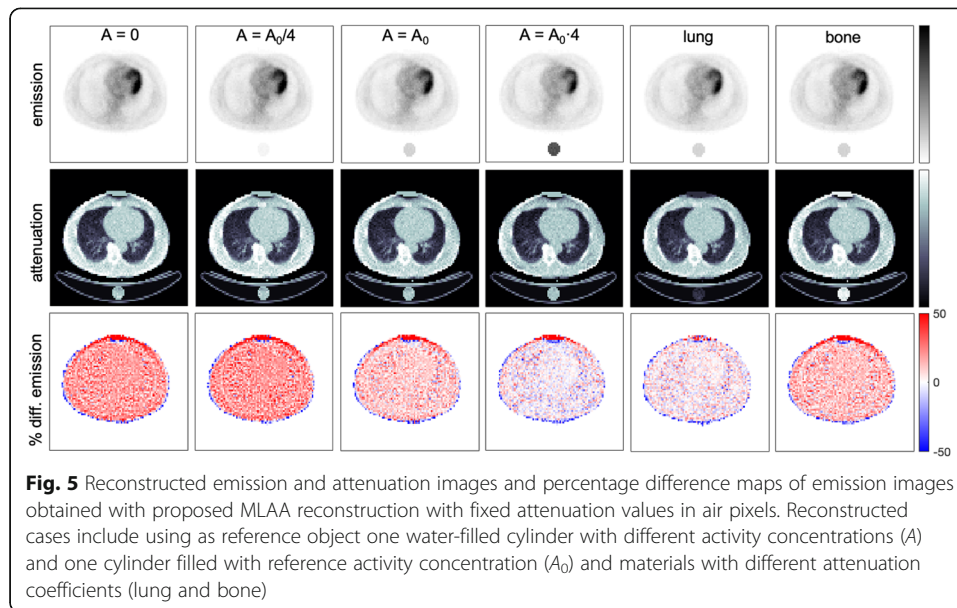 A = 0 A = A₀/4 A = A₀ A = A₀·4 lung bone
emission
attenuation
% diff. emission
50
0
-50
Fig. 5 Reconstructed emission and attenuation images and percentage difference maps of emission images
obtained with proposed MLAA reconstruction with fixed attenuation values in air pixels. Reconstructed
cases include using as reference object one water-filled cylinder with different activity concentrations (A)
and one cylinder filled with reference activity concentration (A₀) and materials with different attenuation
coefficients (lung and bone)